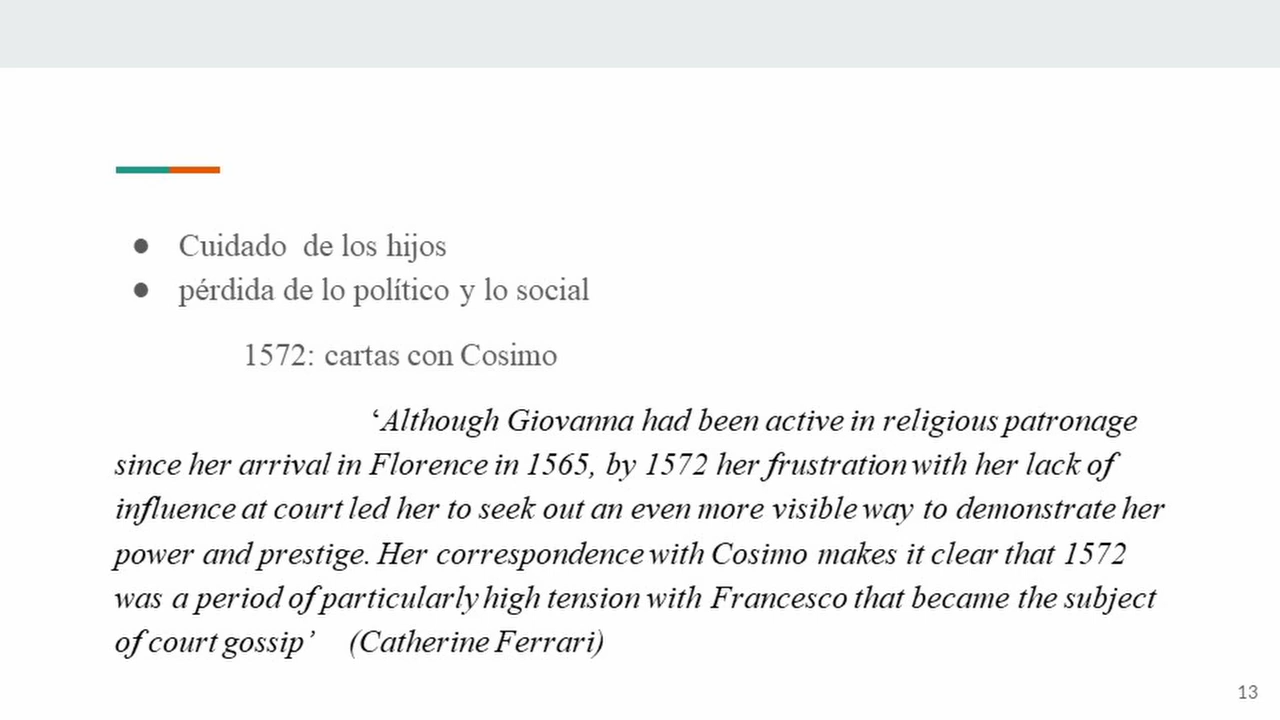 ● Cuidado de los hijos
● pérdida de lo político y lo social
1572: cartas con Cosimo
‘Although Giovanna had been active in religious patronage
since her arrival in Florence in 1565, by 1572 her frustration with her lack of
influence at court led her to seek out an even more visible way to demonstrate her
power and prestige. Her correspondence with Cosimo makes it clear that 1572
was a period of particularly high tension with Francesco that became the subject
of court gossip’ (Catherine Ferrari)
13